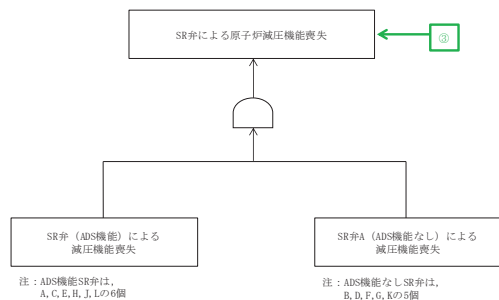 SR弁による原子炉減圧機能喪失
③
SR弁（ADS機能）による
減圧機能喪失
SR弁A（ADS機能なし）による
減圧機能喪失
注：ADS機能SR弁は,
A,C,E,H,J,Lの6個
注：ADS機能なしSR弁は,
B,D,F,G,Kの5個